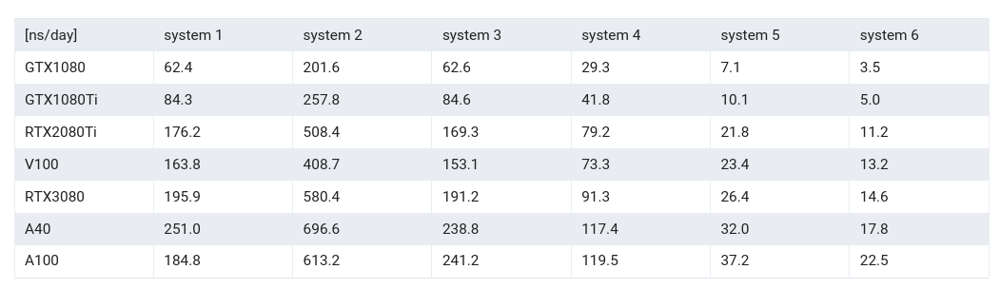 [ns/day] system 1 system 2 system 3 system 4 system 5 system 6
GTX1080 62.4 201.6 62.6 29.3 7.1 3.5
GTX1080Ti 84.3 257.8 84.6 41.8 10.1 5.0
RTX2080Ti 176.2 508.4 169.3 79.2 21.8 11.2
V100 163.8 408.7 153.1 73.3 23.4 13.2
RTX3080 195.9 580.4 191.2 91.3 26.4 14.6
A40 251.0 696.6 238.8 117.4 32.0 17.8
A100 184.8 613.2 241.2 119.5 37.2 22.5